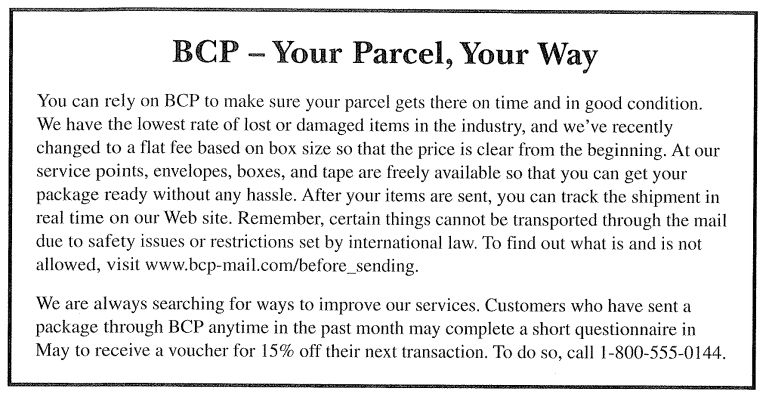 BCP – Your Parcel, Your Way
You can rely on BCP to make sure your parcel gets there on time and in good condition.
We have the lowest rate of lost or damaged items in the industry, and we've recently
changed to a flat fee based on box size so that the price is clear from the beginning. At our
service points, envelopes, boxes, and tape are freely available so that you can get your
package ready without any hassle. After your items are sent, you can track the shipment in
real time on our Web site. Remember, certain things cannot be transported through the mail
due to safety issues or restrictions set by international law. To find out what is and is not
allowed, visit www.bcp-mail.com/before_sending.
We are always searching for ways to improve our services. Customers who have sent a
package through BCP anytime in the past month may complete a short questionnaire in
May to receive a voucher for 15% off their next transaction. To do so, call 1-800-555-0144.